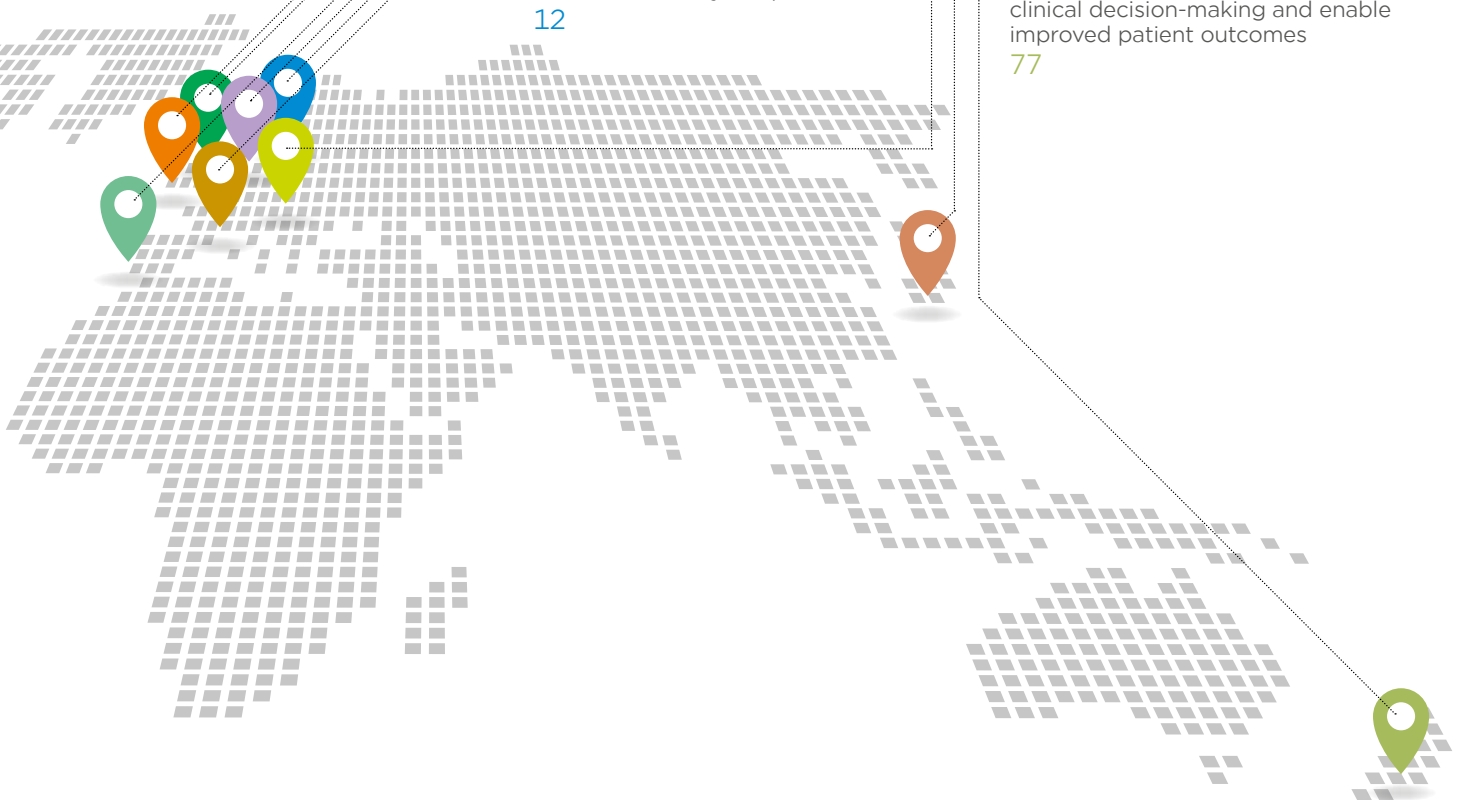 12
clinical decision-making and enable
improved patient outcomes
77